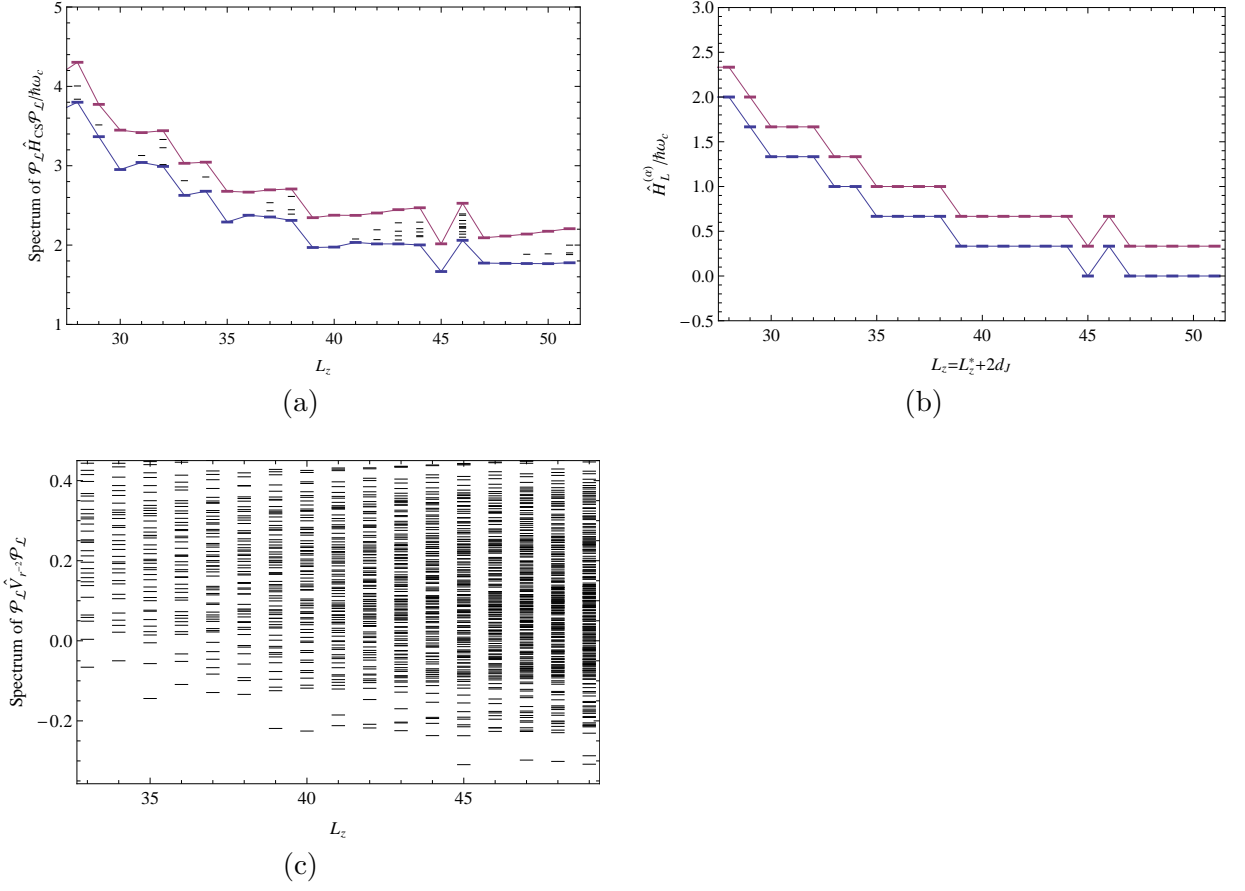 5
4
3
2
1
Spectrum of 𝒫_ℒ Ĥ_CS 𝒫_ℒ/ℏω_c
30 35 40 45 50
L_z
(a)
3.0
2.5
2.0
1.5
1.0
0.5
0.0
−0.5
Ĥ_L^(α)/ℏω_c
30 35 40 45 50
L_z=L_z^*+2d_J
(b)
0.4
0.2
0.0
−0.2
Spectrum of 𝒫_ℒ V̂_{r^-2} 𝒫_ℒ
35 40 45
L_z
(c)